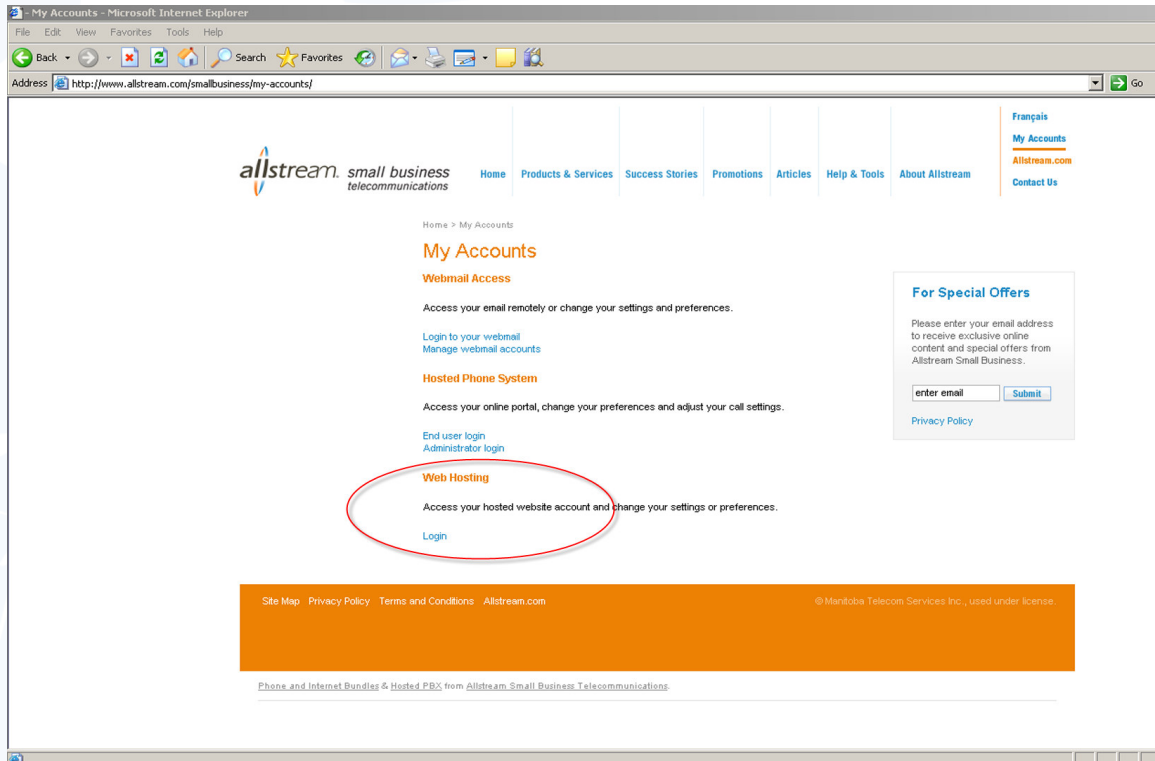 - My Accounts - Microsoft Internet Explorer
File Edit View Favorites Tools Help
Back Search Favorites
Address http://www.allstream.com/smallbusiness/my-accounts/ Go
Français
My Accounts
Allstream.com
Contact Us
allstream. small business
telecommunications
Home Products & Services Success Stories Promotions Articles Help & Tools About Allstream
Home > My Accounts
My Accounts
Webmail Access
Access your email remotely or change your settings and preferences.
Login to your webmail
Manage webmail accounts
Hosted Phone System
Access your online portal, change your preferences and adjust your call settings.
End user login
Administrator login
Web Hosting
Access your hosted website account and change your settings or preferences.
Login
For Special Offers
Please enter your email address
to receive exclusive online
content and special offers from
Allstream Small Business.
enter email Submit
Privacy Policy
Site Map Privacy Policy Terms and Conditions Allstream.com © Manitoba Telecom Services Inc., used under license.
Phone and Internet Bundles & Hosted PBX from Allstream Small Business Telecommunications.